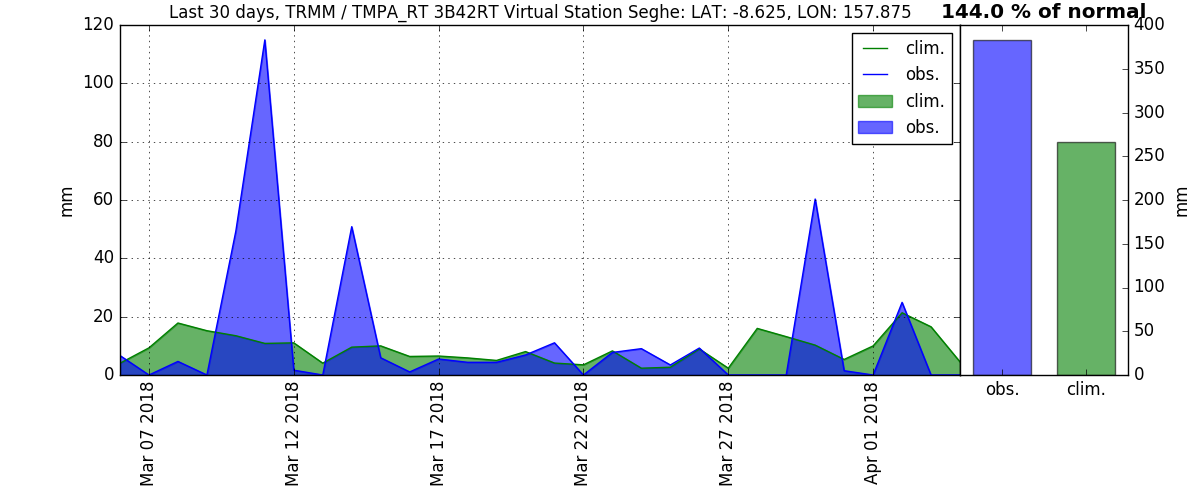 Last 30 days, TRMM / TMPA_RT 3B42RT Virtual Station Seghe: LAT: -8.625, LON: 157.875
144.0 % of normal
120
100
80
60
40
20
0
mm
clim.
obs.
clim.
obs.
Mar 07 2018
Mar 12 2018
Mar 17 2018
Mar 22 2018
Mar 27 2018
Apr 01 2018
400
350
300
250
200
150
100
50
0
mm
obs.
clim.